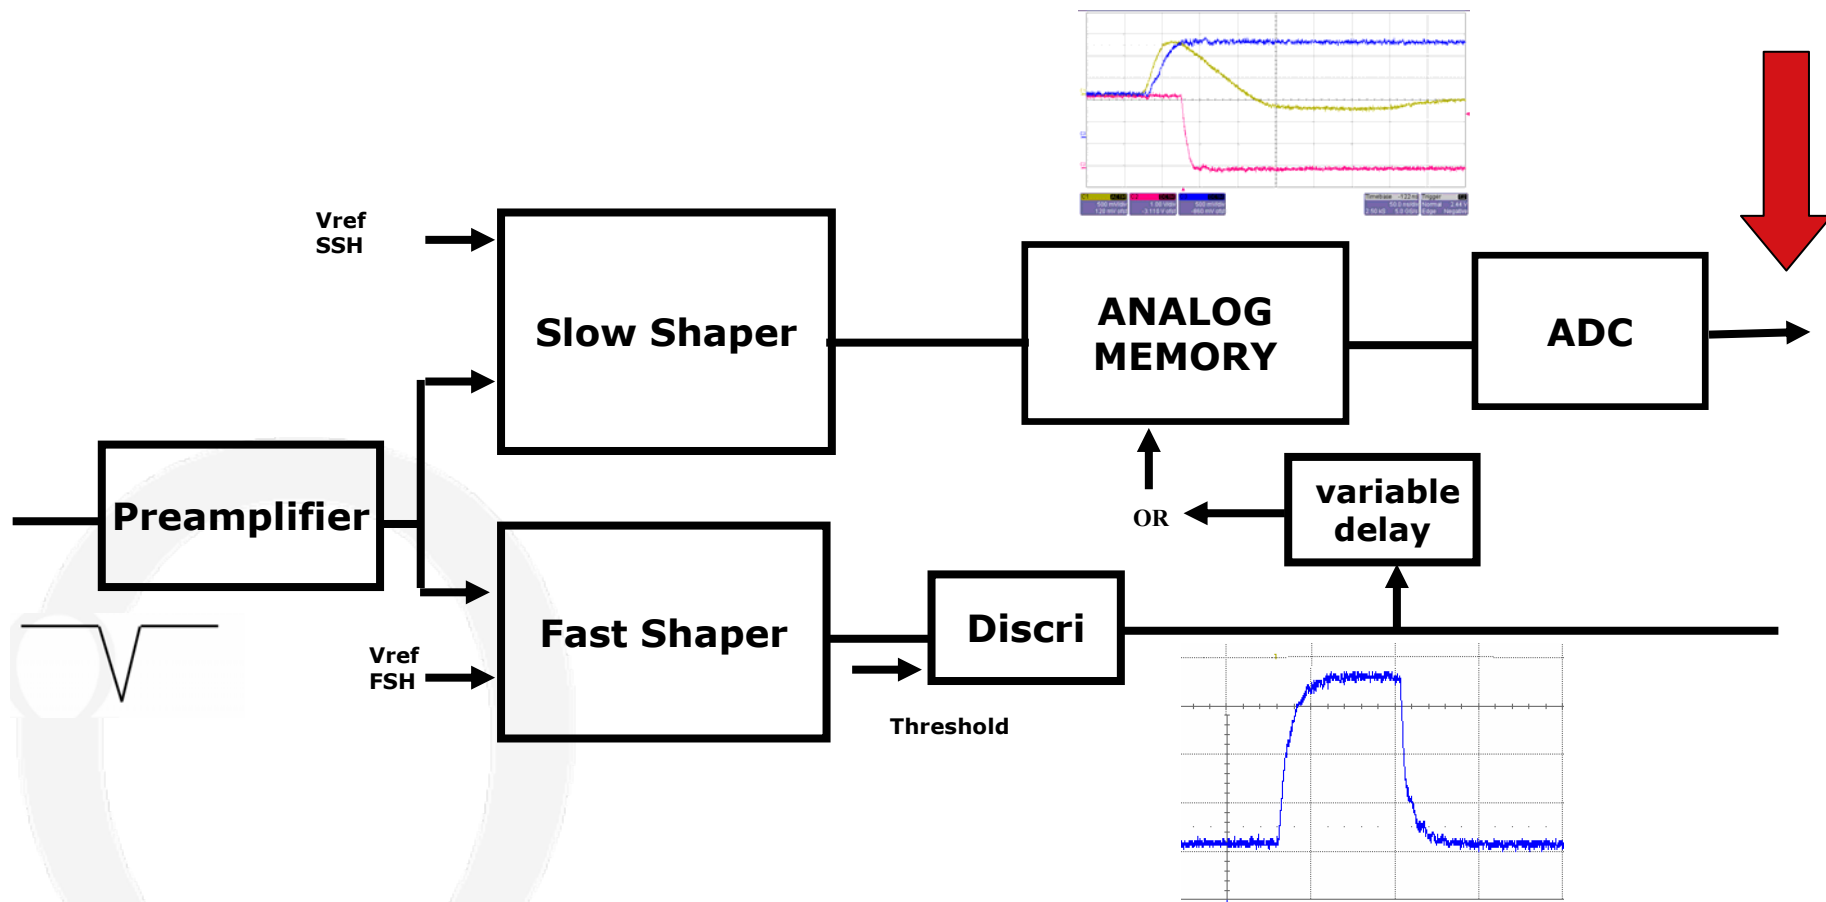 Vref
SSH
Slow Shaper
ANALOG
MEMORY
ADC
Preamplifier
variable
delay
OR
Fast Shaper
Discri
Vref
FSH
Threshold